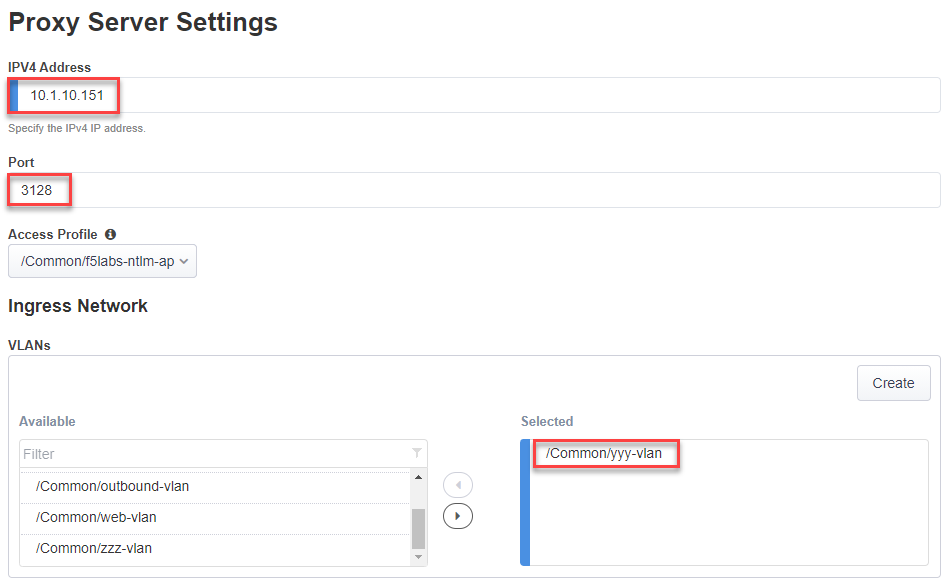 Proxy Server Settings
IPV4 Address
10.1.10.151
Specify the IPv4 IP address.
Port
3128
Access Profile
/Common/f5labs-ntlm-ap
Ingress Network
VLANs
Create
Available
Selected
Filter
/Common/yyy-vlan
/Common/outbound-vlan
/Common/web-vlan
/Common/zzz-vlan